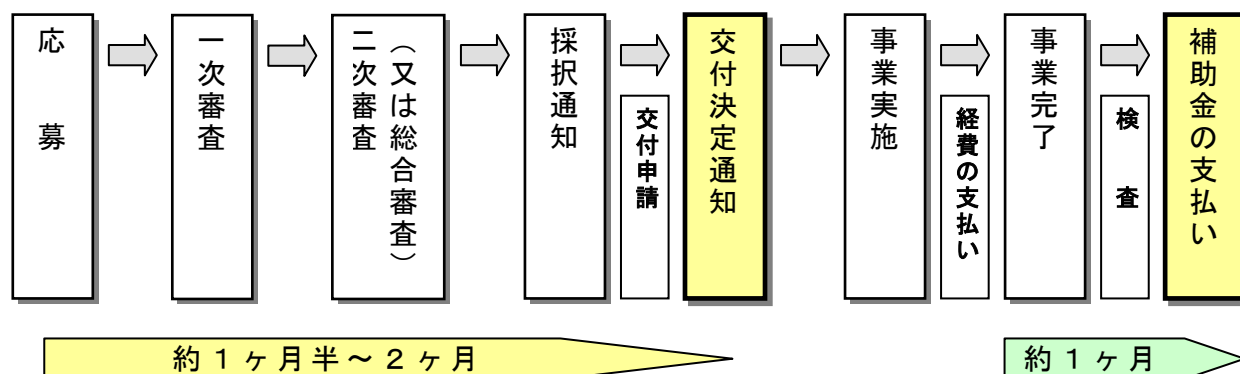 応募
一次審査
二次審査
（又は総合審査）
採択通知
交付申請
交付決定通知
事業実施
経費の支払い
事業完了
検査
補助金の支払い
約１ヶ月半～２ヶ月
約１ヶ月